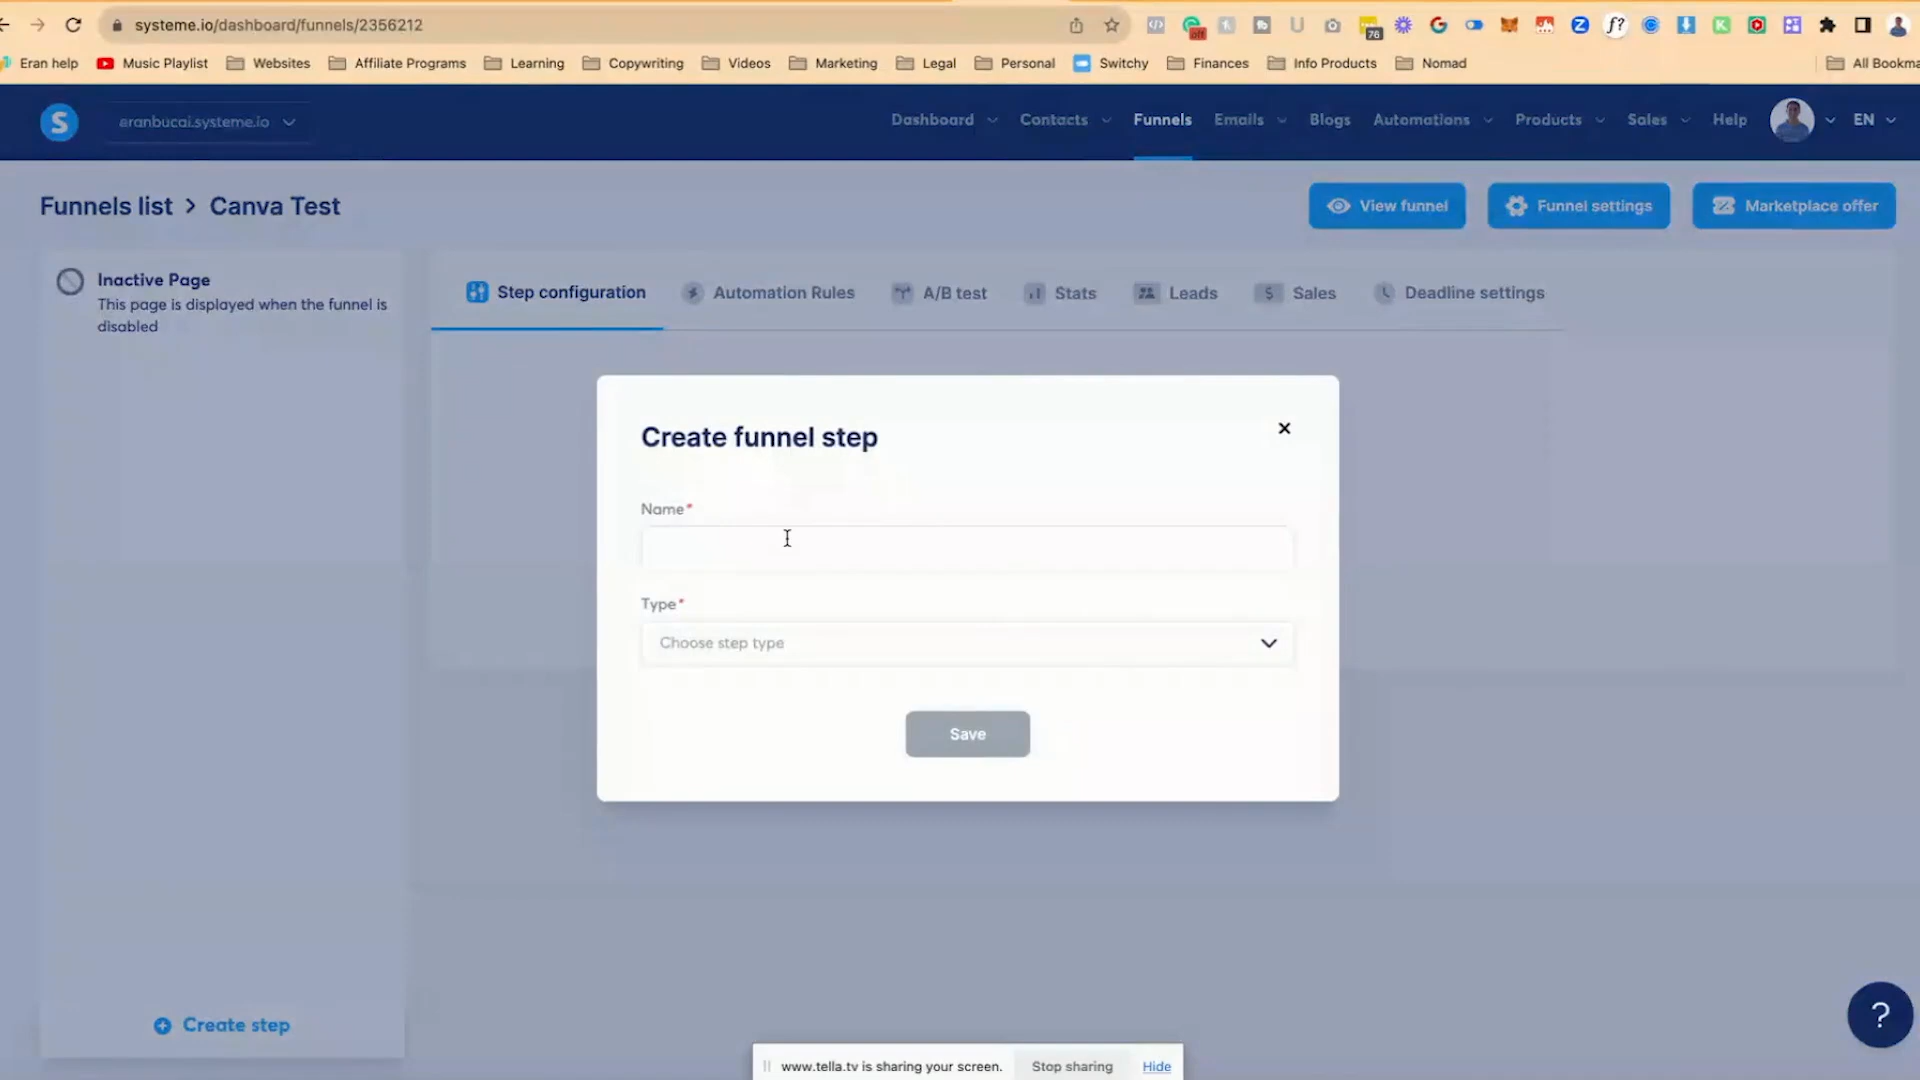 systeme.io/dashboard/funnels/2356212
off
76
f?
Eran help
Music Playlist
Websites
Affiliate Programs
Learning
Copywriting
Videos
Marketing
Legal
Personal
Switchy
Finances
Info Products
Nomad
All Bookma
S
eranbucai.systeme.io
Dashboard
Contacts
Funnels
Emails
Blogs
Automations
Products
Sales
Help
EN
Funnels list > Canva Test
View funnel
Funnel settings
Marketplace offer
Inactive Page
This page is displayed when the funnel is
disabled
Step configuration
Automation Rules
A/B test
Stats
Leads
Sales
Deadline settings
Create funnel step
Name*
Type*
Choose step type
Save
Create step
?
www.tella.tv is sharing your screen.
Stop sharing
Hide